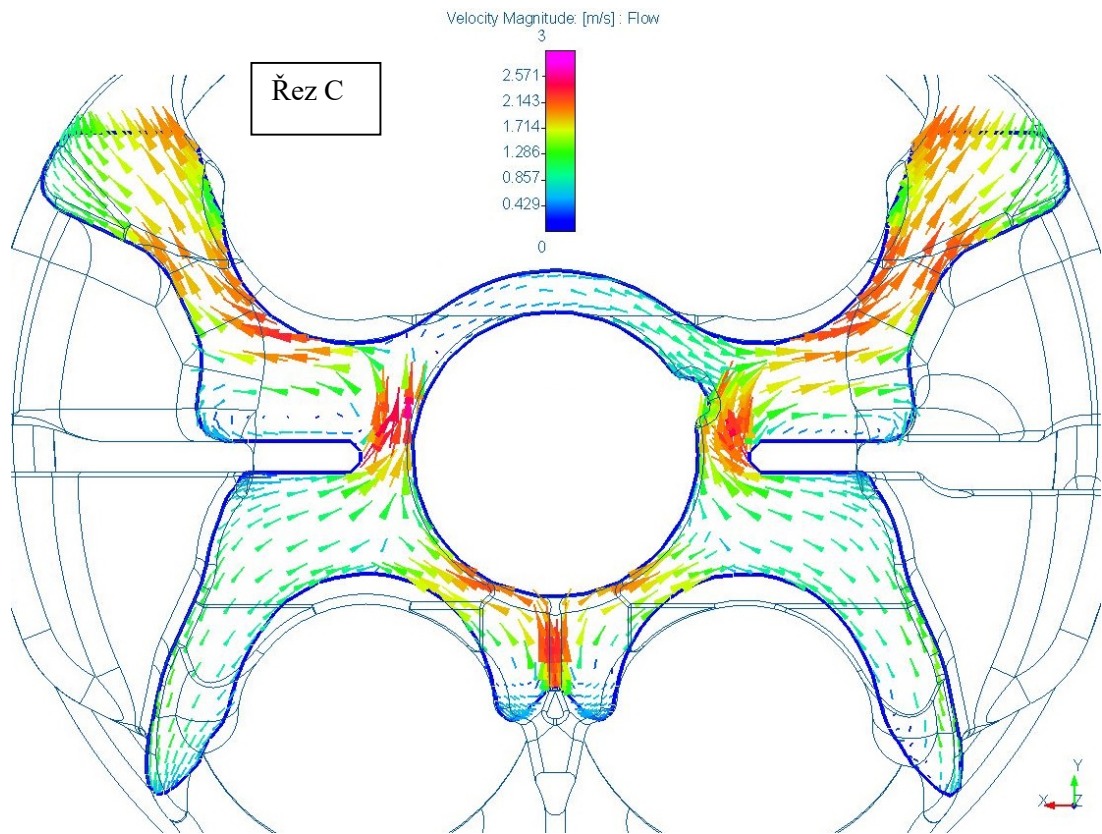 Velocity Magnitude: [m/s] : Flow
3
Řez C
2.571
2.143
1.714
1.286
0.857
0.429
0
Y
X
Z